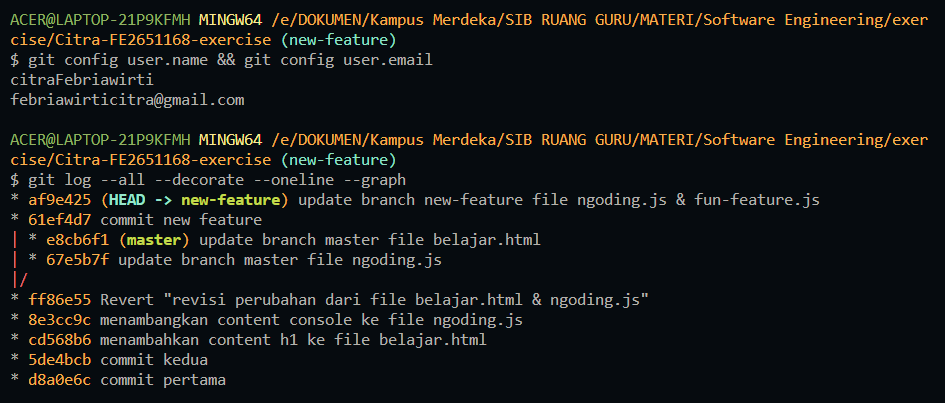 ACER@LAPTOP-21P9KFMH MINGW64 /e/DOKUMEN/Kampus Merdeka/SIB RUANG GURU/MATERI/Software Engineering/exer
cise/Citra-FE2651168-exercise (new-feature)
$ git config user.name && git config user.email
citraFebriawirti
febriawirticitra@gmail.com

ACER@LAPTOP-21P9KFMH MINGW64 /e/DOKUMEN/Kampus Merdeka/SIB RUANG GURU/MATERI/Software Engineering/exer
cise/Citra-FE2651168-exercise (new-feature)
$ git log --all --decorate --oneline --graph
* af9e425 (HEAD -> new-feature) update branch new-feature file ngoding.js & fun-feature.js
* 61ef4d7 commit new feature
| * e8cb6f1 (master) update branch master file belajar.html
| * 67e5b7f update branch master file ngoding.js
|/
* ff86e55 Revert "revisi perubahan dari file belajar.html & ngoding.js"
* 8e3cc9c menambangkan content console ke file ngoding.js
* cd568b6 menambahkan content h1 ke file belajar.html
* 5de4bcb commit kedua
* d8a0e6c commit pertama